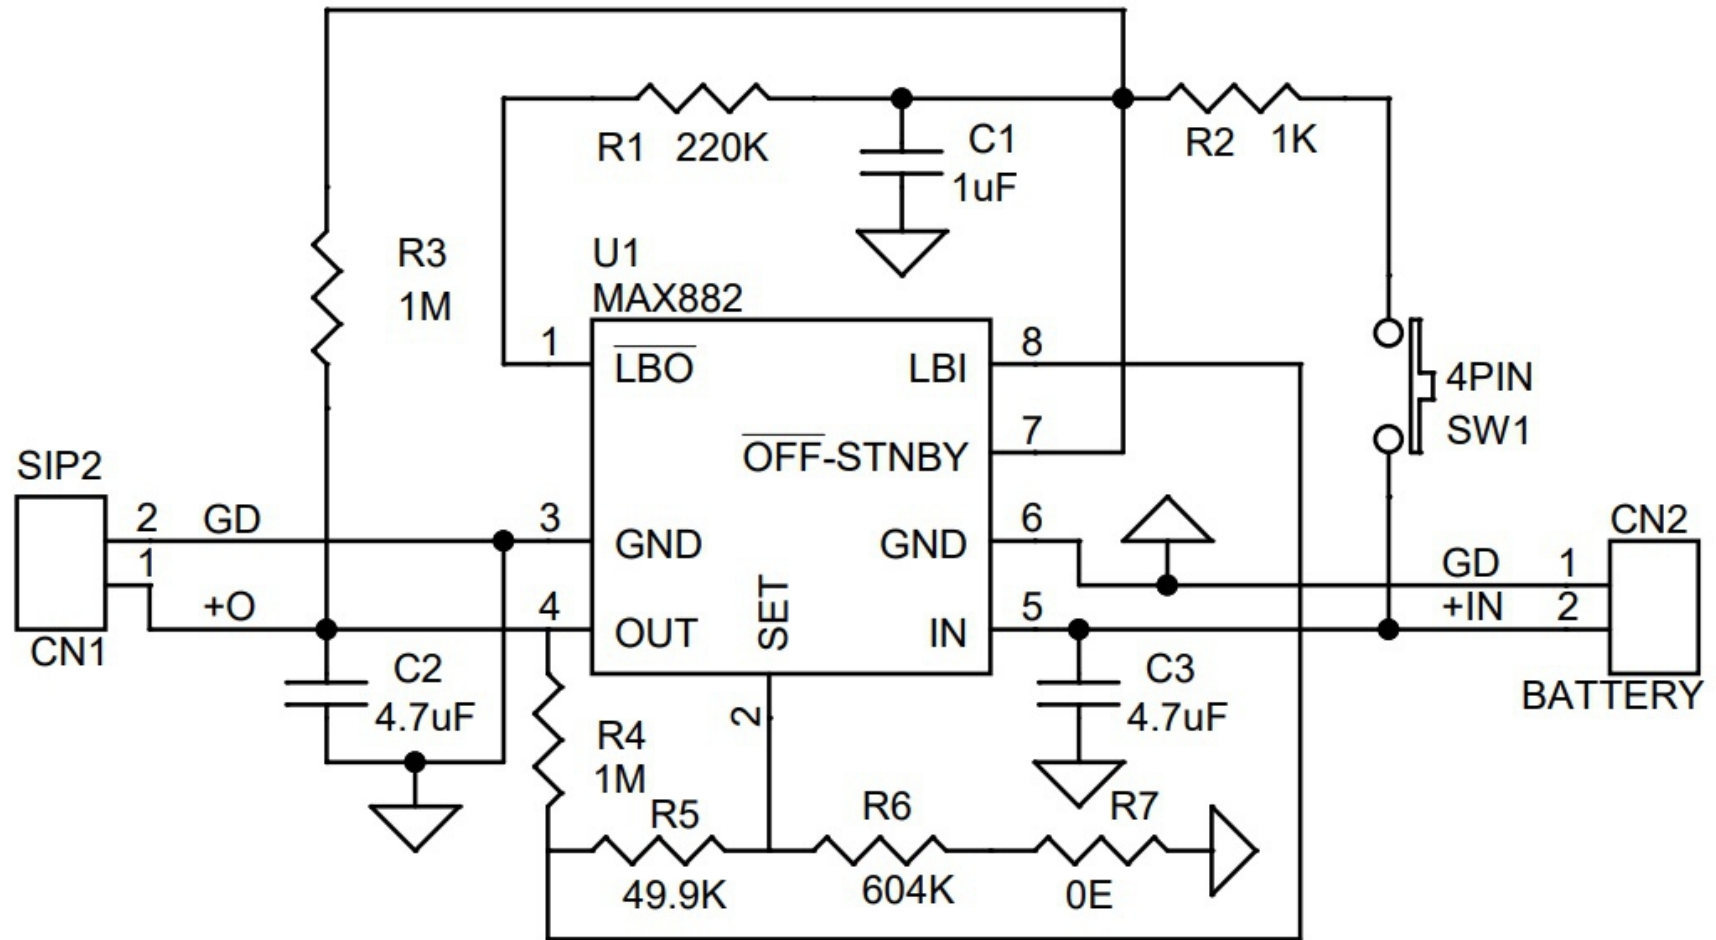 R1 220K
C1
1uF
R2 1K
R3
1M
U1
MAX882
1
LBO
LBI
8
4PIN
SW1
OFF-STNBY
7
SIP2
2 GD
3
GND
GND
6
CN2
1
GD 1
+O
4
OUT
SET
IN
5
+IN 2
CN1
BATTERY
C2
4.7uF
2
C3
4.7uF
R4
1M
R5
49.9K
R6
604K
R7
0E